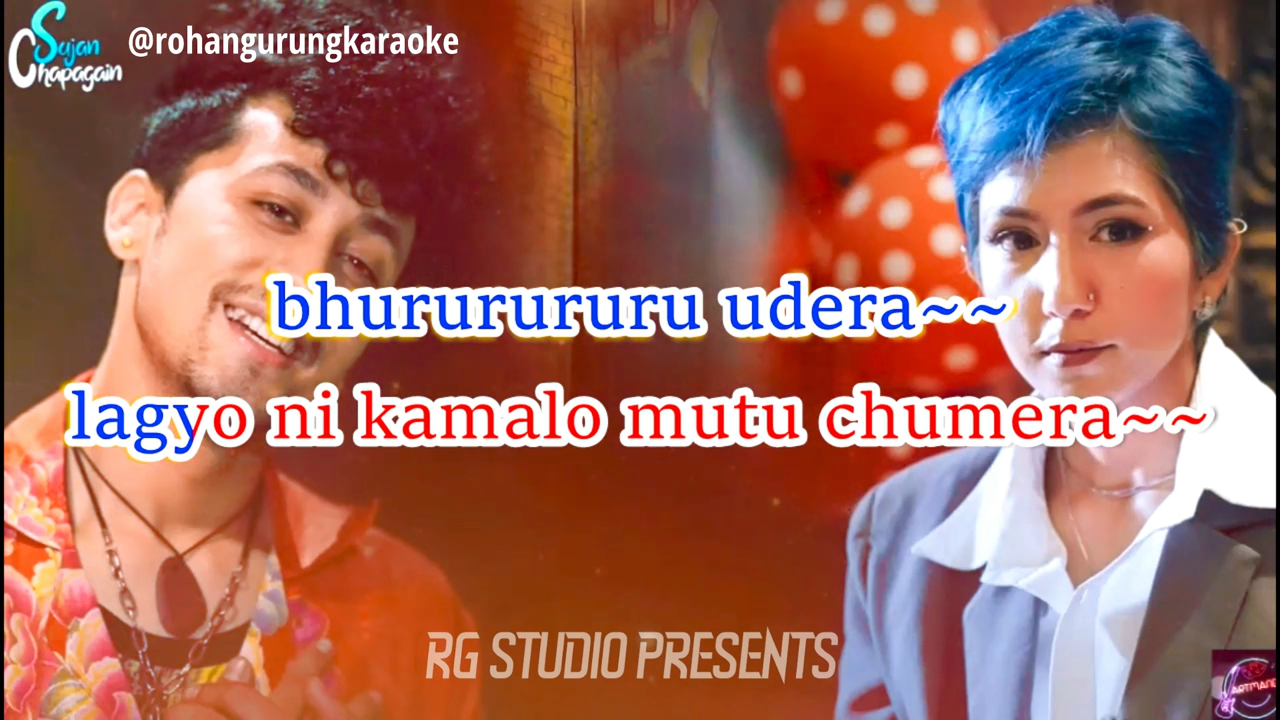 Sujan
Chapagain
@rohangurungkaraoke
bhurururururu udera~~
lagyo ni kamalo mutu chumera~~
RG STUDIO PRESENTS